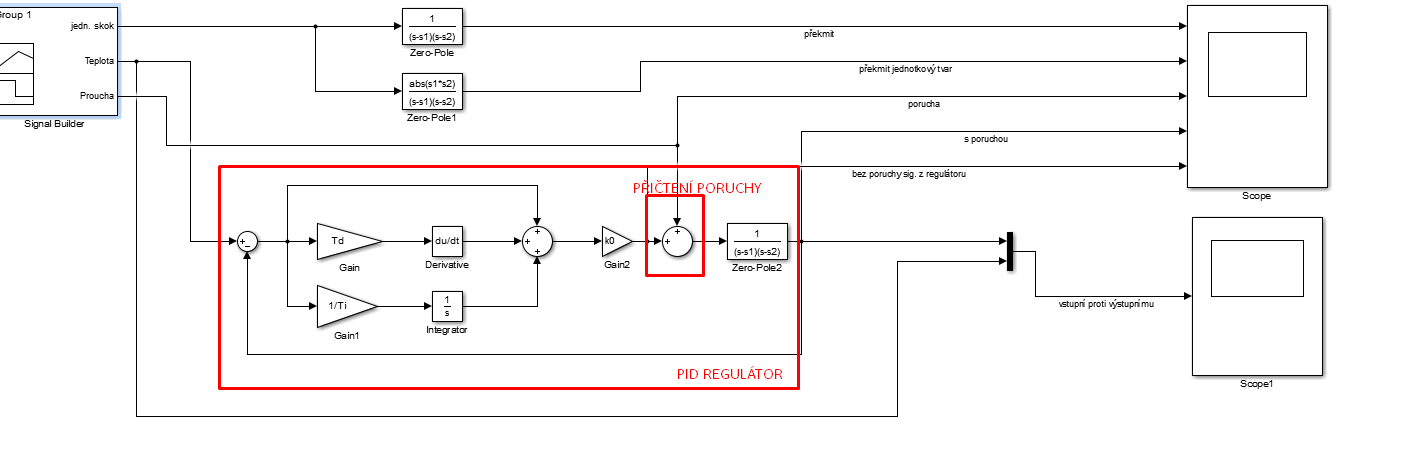 Group 1
jedn. skok
Teplota
Proucha
Signal Builder
1
(s-s1)(s-s2)
Zero-Pole
abs(s1*s2)
(s-s1)(s-s2)
Zero-Pole1
překmit
překmit jednotkový tvar
porucha
s poruchou
bez poruchy sig. z regulátoru
Scope
PŘIČTENÍ PORUCHY
Td
Gain
du/dt
Derivative
k0
Gain2
1
(s-s1)(s-s2)
Zero-Pole2
1/Ti
Gain1
1
s
Integrator
PID REGULÁTOR
vstupní proti výstupnímu
Scope1